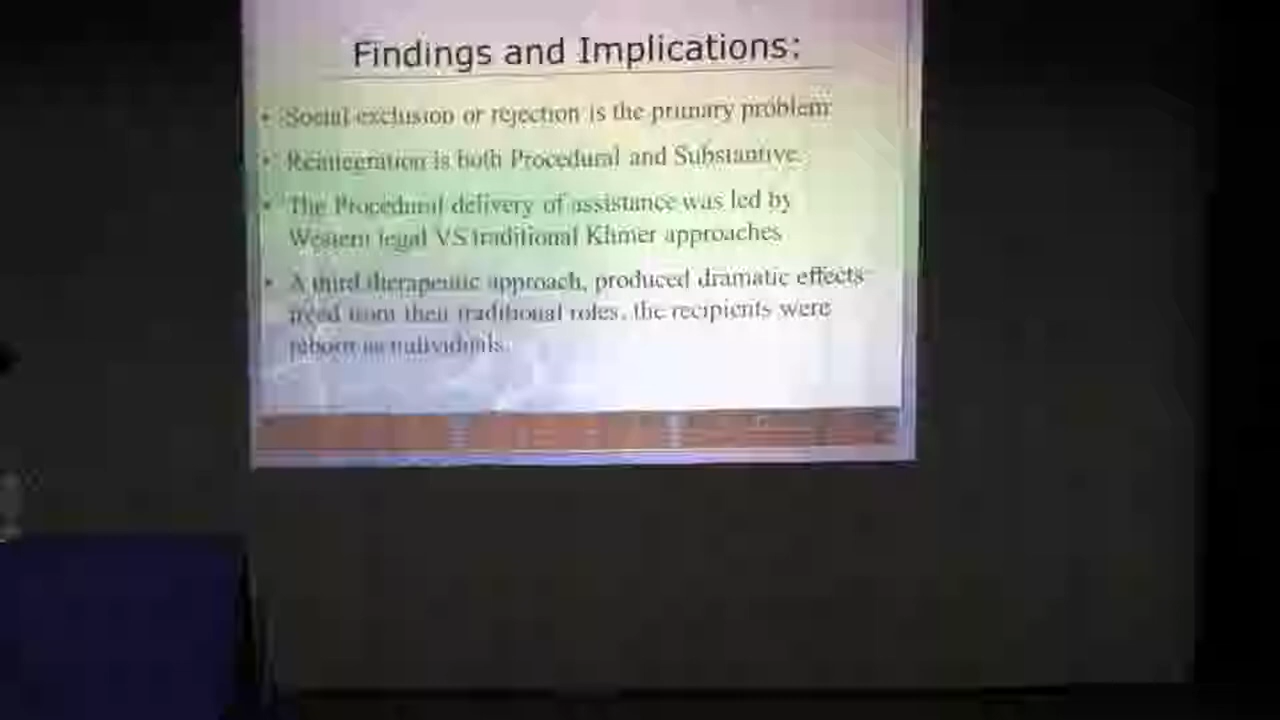 Findings and Implications:
• Social exclusion or rejection is the primary problem
• Reintegration is both Procedural and Substantive.
• The Procedural delivery of assistance was led by
Western legal VS traditional Khmer approaches
• A third therapeutic approach, produced dramatic effects
freed from their traditional roles, the recipients were
reborn as individuals.